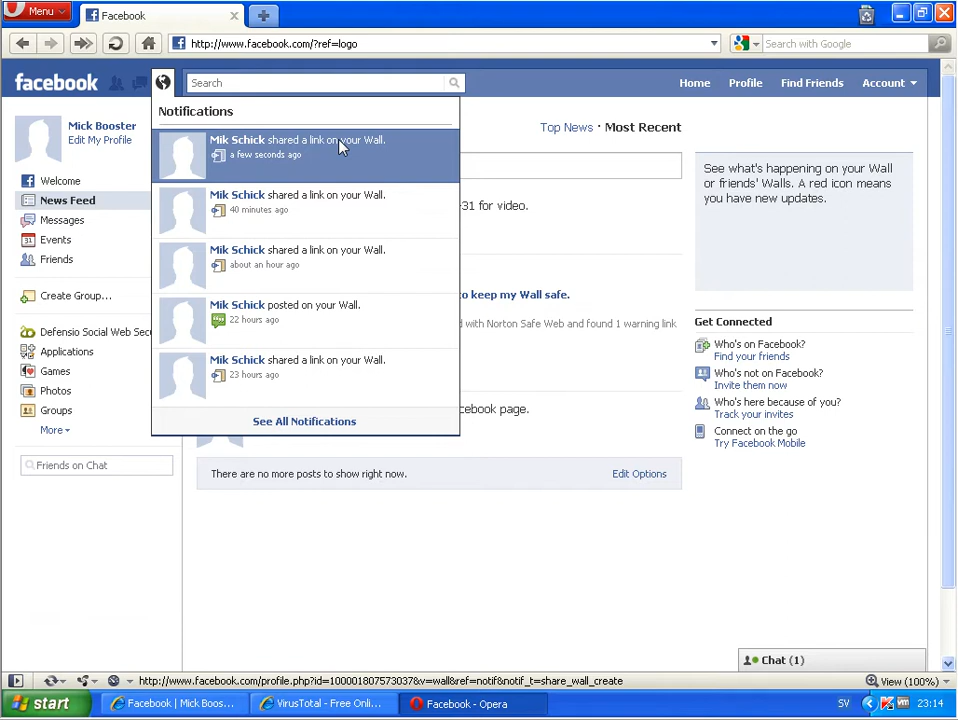 Menu
Facebook
http://www.facebook.com/?ref=logo
Search with Google
facebook
Search
Home
Profile
Find Friends
Account
Notifications
Mick Booster
Edit My Profile
Top News · Most Recent
Mik Schick shared a link on your Wall.
a few seconds ago
See what's happening on your Wall
or friends' Walls. A red icon means
you have new updates.
Welcome
News Feed
Messages
Events
Friends
Create Group...
Defensio Social Web Sec
Applications
Games
Photos
Groups
More
Friends on Chat
Mik Schick shared a link on your Wall.
40 minutes ago
Mik Schick shared a link on your Wall.
about an hour ago
Mik Schick posted on your Wall.
22 hours ago
Mik Schick shared a link on your Wall.
23 hours ago
See All Notifications
-31 for video.
to keep my Wall safe.
d with Norton Safe Web and found 1 warning link
cebook page.
There are no more posts to show right now.
Edit Options
Get Connected
Who's on Facebook?
Find your friends
Who's not on Facebook?
Invite them now
Who's here because of you?
Track your invites
Connect on the go
Try Facebook Mobile
Chat (1)
http://www.facebook.com/profile.php?id=100001807573037&v=wall&ref=notif&notif_t=share_wall_create
View (100%)
start
Facebook | Mick Boos...
VirusTotal - Free Onli...
Facebook - Opera
SV
23:14